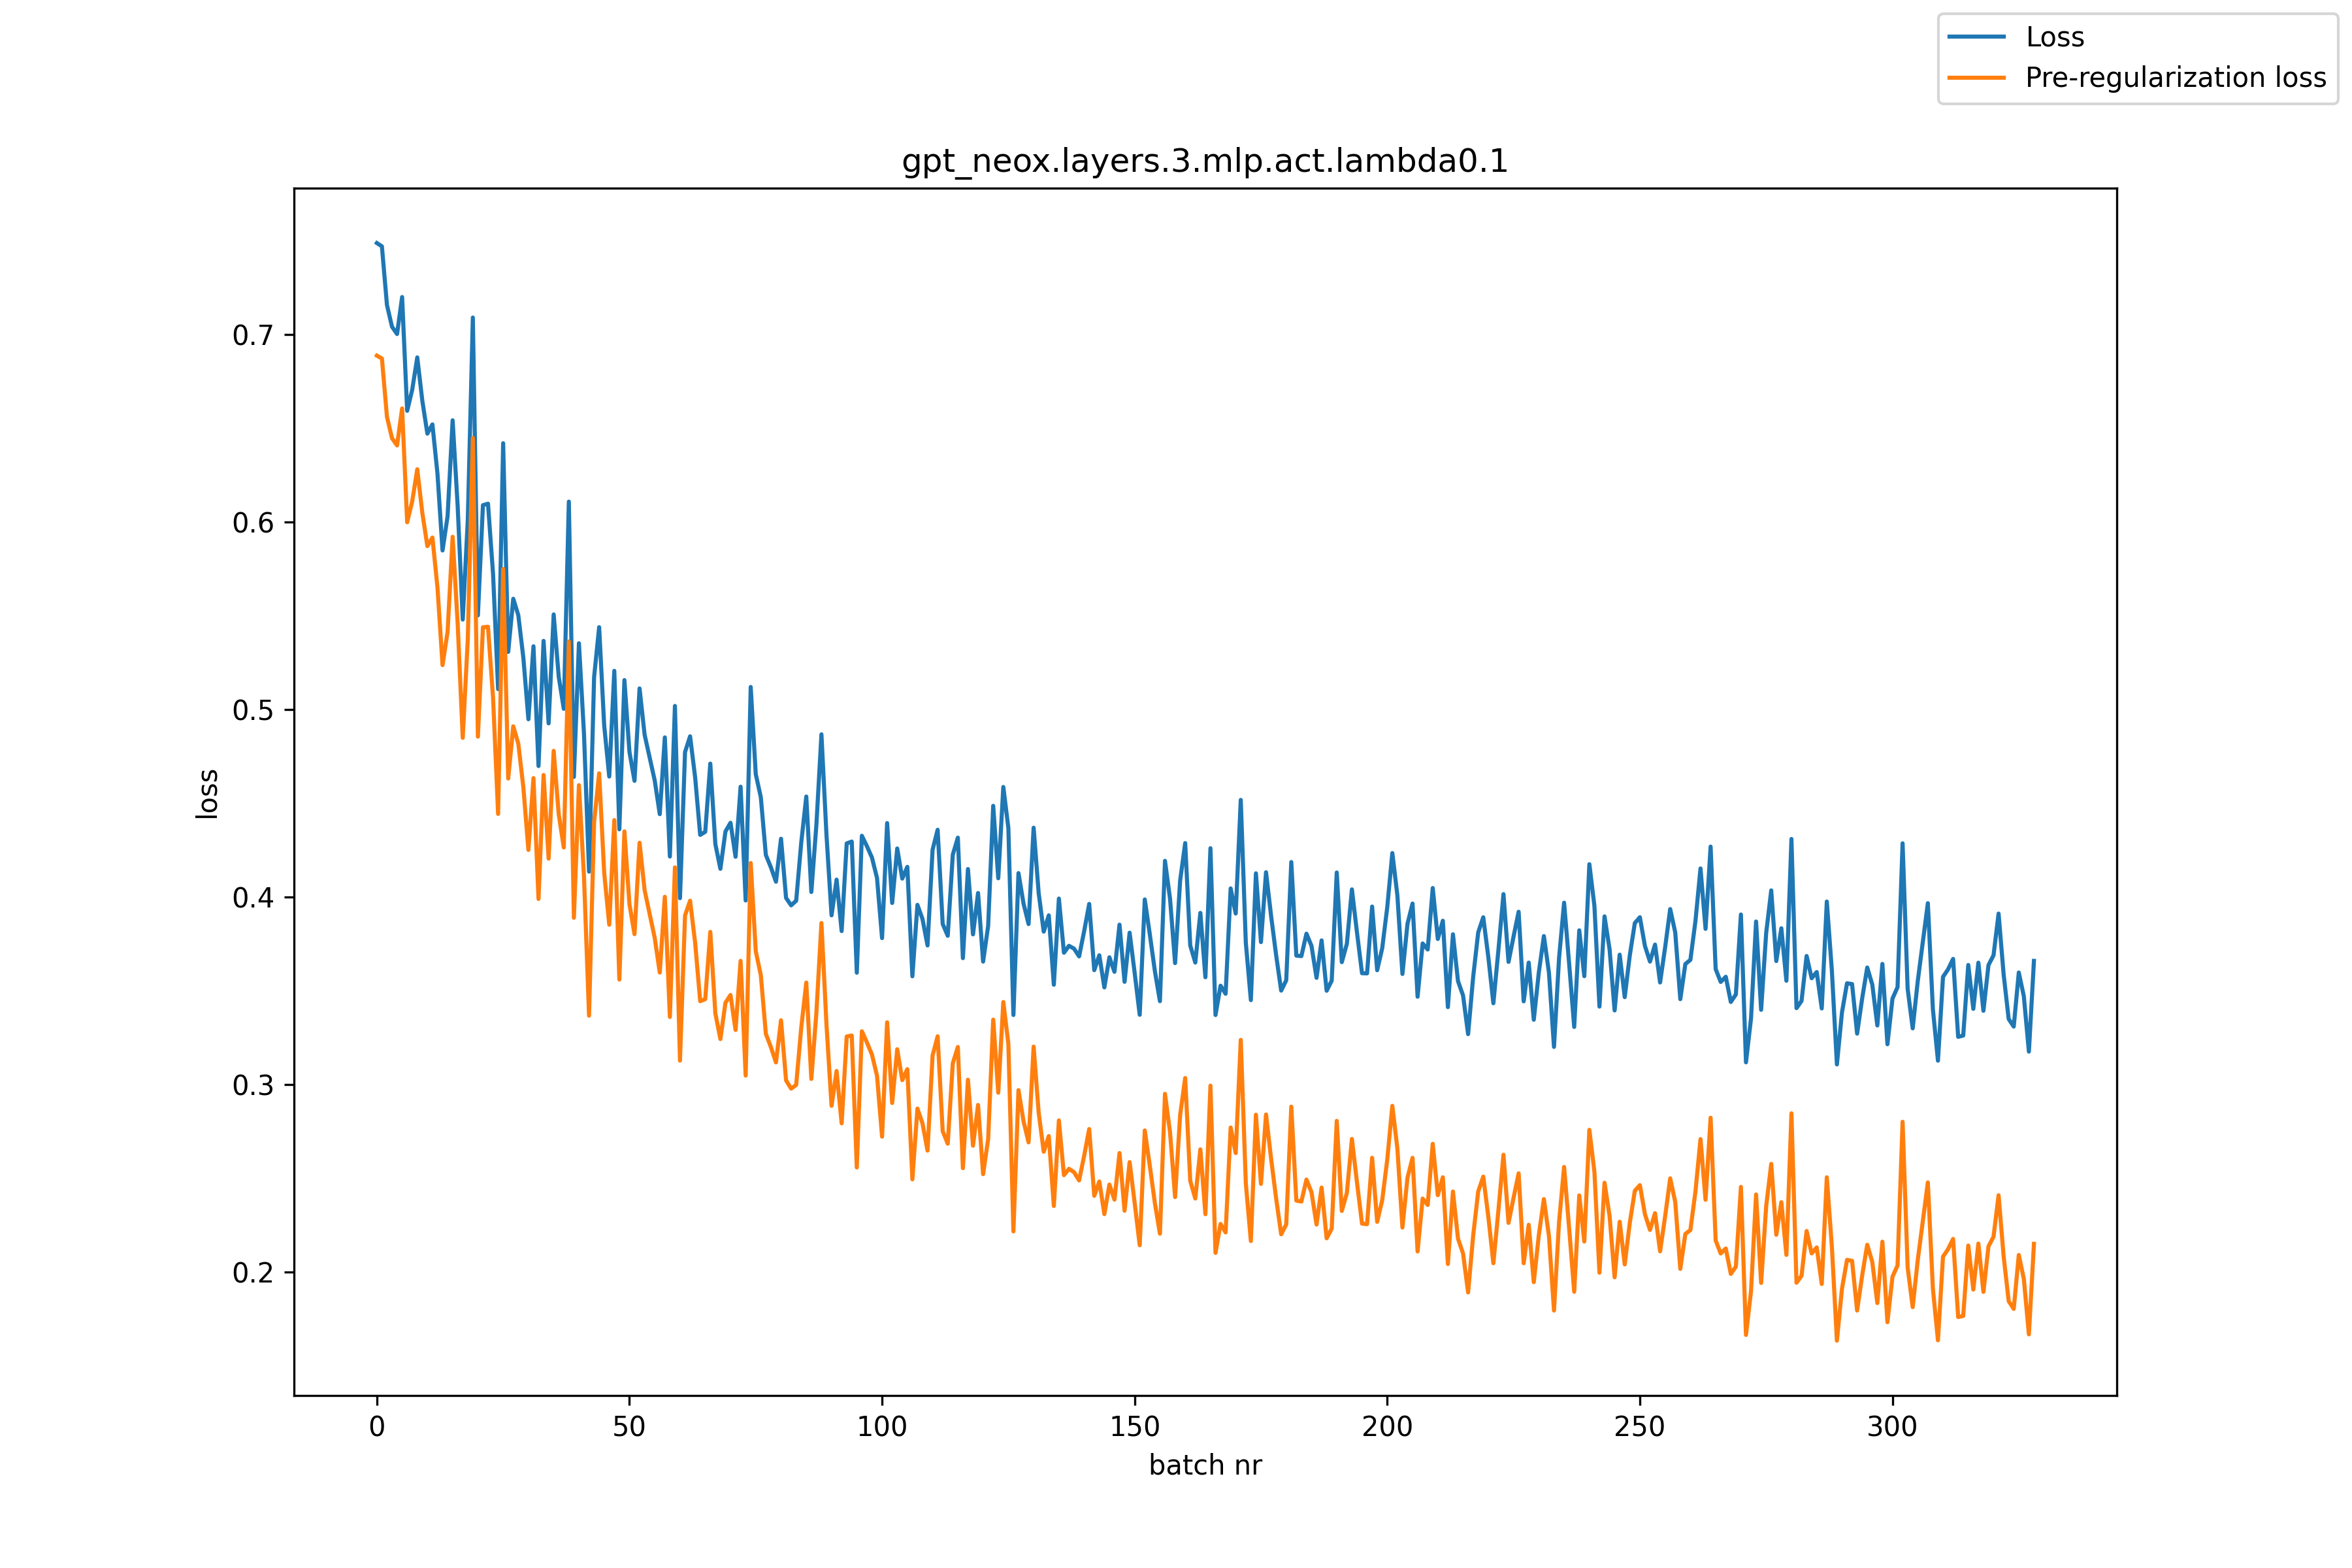 Loss
Pre-regularization loss
gpt_neox.layers.3.mlp.act.lambda0.1
loss
0.7
0.6
0.5
0.4
0.3
0.2
0 50 100 150 200 250 300
batch nr